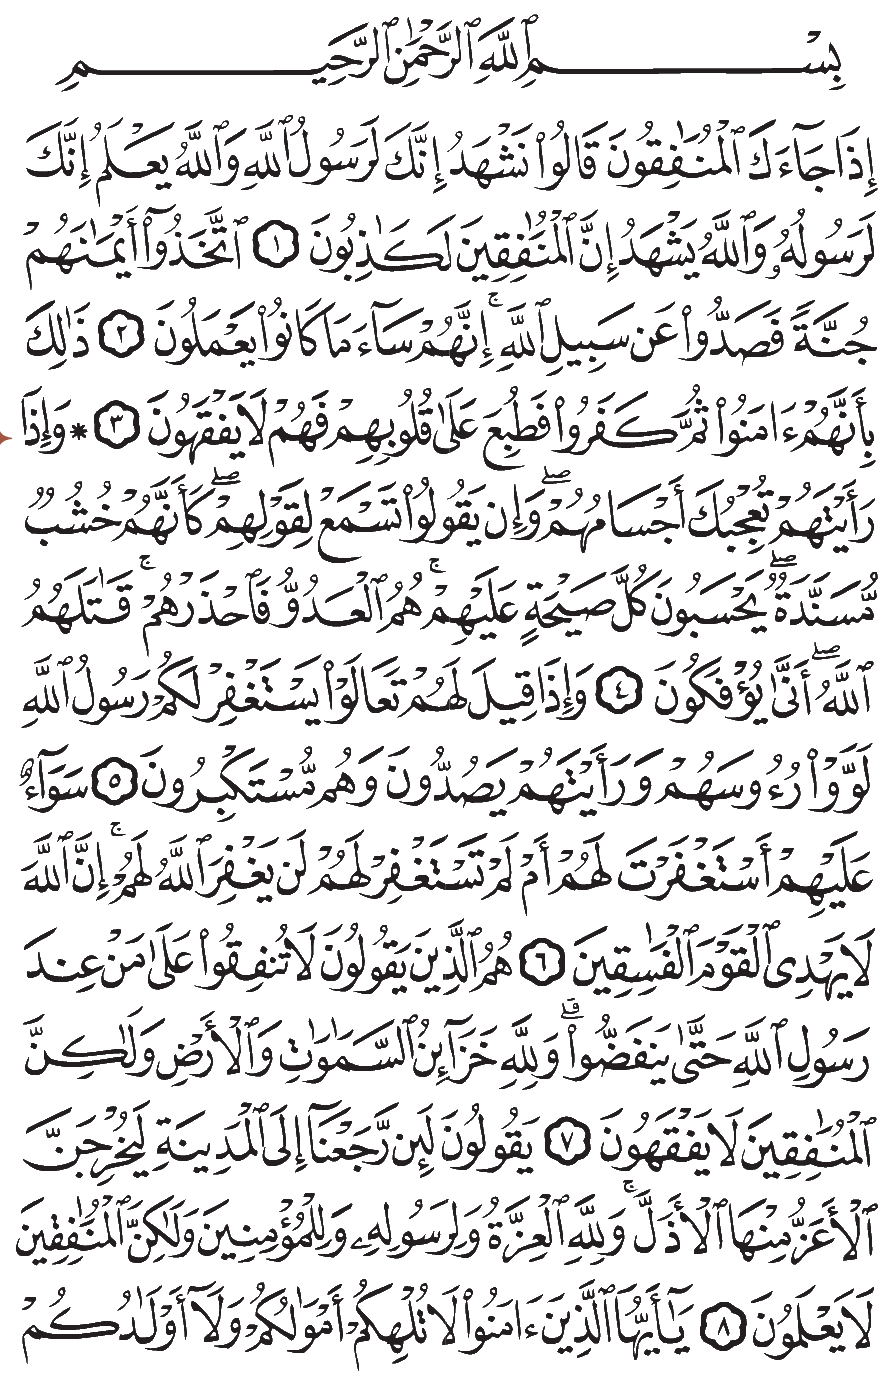 بِسْمِ ٱللَّهِ ٱلرَّحْمَٰنِ ٱلرَّحِيمِ
إِذَا جَآءَكَ ٱلْمُنَٰفِقُونَ قَالُوا۟ نَشْهَدُ إِنَّكَ لَرَسُولُ ٱللَّهِ وَٱللَّهُ يَعْلَمُ إِنَّكَ
لَرَسُولُهُۥ وَٱللَّهُ يَشْهَدُ إِنَّ ٱلْمُنَٰفِقِينَ لَكَٰذِبُونَ ١ ٱتَّخَذُوٓا۟ أَيْمَٰنَهُمْ
جُنَّةً فَصَدُّوا۟ عَن سَبِيلِ ٱللَّهِ ۚ إِنَّهُمْ سَآءَ مَا كَانُوا۟ يَعْمَلُونَ ٢ ذَٰلِكَ
بِأَنَّهُمْ ءَامَنُوا۟ ثُمَّ كَفَرُوا۟ فَطُبِعَ عَلَىٰ قُلُوبِهِمْ فَهُمْ لَا يَفْقَهُونَ ٣ * وَإِذَا
رَأَيْتَهُمْ تُعْجِبُكَ أَجْسَامُهُمْ ۖ وَإِن يَقُولُوا۟ تَسْمَعْ لِقَوْلِهِمْ ۖ كَأَنَّهُمْ خُشُبٌ
مُّسَنَّدَةٌ ۖ يَحْسَبُونَ كُلَّ صَيْحَةٍ عَلَيْهِمْ ۚ هُمُ ٱلْعَدُوُّ فَٱحْذَرْهُمْ ۚ قَٰتَلَهُمُ
ٱللَّهُ ۖ أَنَّىٰ يُؤْفَكُونَ ٤ وَإِذَا قِيلَ لَهُمْ تَعَالَوْا۟ يَسْتَغْفِرْ لَكُمْ رَسُولُ ٱللَّهِ
لَوَّوْا۟ رُءُوسَهُمْ وَرَأَيْتَهُمْ يَصُدُّونَ وَهُم مُّسْتَكْبِرُونَ ٥ سَوَآءٌ
عَلَيْهِمْ أَسْتَغْفَرْتَ لَهُمْ أَمْ لَمْ تَسْتَغْفِرْ لَهُمْ لَن يَغْفِرَ ٱللَّهُ لَهُمْ ۚ إِنَّ ٱللَّهَ
لَا يَهْدِى ٱلْقَوْمَ ٱلْفَٰسِقِينَ ٦ هُمُ ٱلَّذِينَ يَقُولُونَ لَا تُنفِقُوا۟ عَلَىٰ مَنْ عِندَ
رَسُولِ ٱللَّهِ حَتَّىٰ يَنفَضُّوا۟ ۗ وَلِلَّهِ خَزَآئِنُ ٱلسَّمَٰوَٰتِ وَٱلْأَرْضِ وَلَٰكِنَّ
ٱلْمُنَٰفِقِينَ لَا يَفْقَهُونَ ٧ يَقُولُونَ لَئِن رَّجَعْنَآ إِلَى ٱلْمَدِينَةِ لَيُخْرِجَنَّ
ٱلْأَعَزُّ مِنْهَا ٱلْأَذَلَّ ۚ وَلِلَّهِ ٱلْعِزَّةُ وَلِرَسُولِهِۦ وَلِلْمُؤْمِنِينَ وَلَٰكِنَّ ٱلْمُنَٰفِقِينَ
لَا يَعْلَمُونَ ٨ يَٰٓأَيُّهَا ٱلَّذِينَ ءَامَنُوا۟ لَا تُلْهِكُمْ أَمْوَٰلُكُمْ وَلَآ أَوْلَٰدُكُمْ